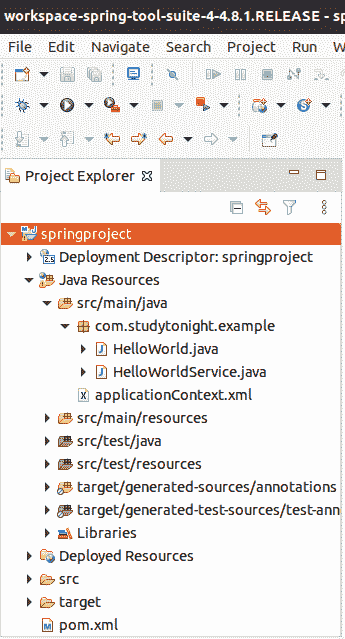 workspace-spring-tool-suite-4-4.8.1.RELEASE - sp
File Edit Navigate Search Project Run W
Project Explorer
springproject
Deployment Descriptor: springproject
Java Resources
src/main/java
com.studytonight.example
HelloWorld.java
HelloWorldService.java
applicationContext.xml
src/main/resources
src/test/java
src/test/resources
target/generated-sources/annotations
target/generated-test-sources/test-ann
Libraries
Deployed Resources
src
target
pom.xml